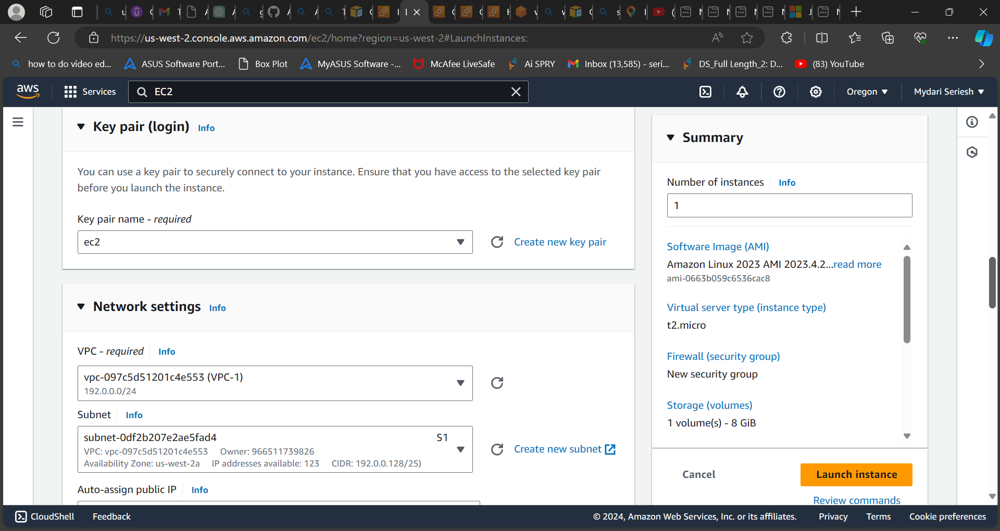 https://us-west-2.console.aws.amazon.com/ec2/home?region=us-west-2#LaunchInstances:
how to do video ed... ASUS Software Port... Box Plot MyASUS Software -... McAfee LiveSafe Ai SPRY Inbox (13,585) - seri... DS_Full Length_2: D... (83) YouTube
aws Services EC2 Oregon Mydari Seriesh
Key pair (login) Info
You can use a key pair to securely connect to your instance. Ensure that you have access to the selected key pair
before you launch the instance.
Key pair name - required
ec2 Create new key pair
Network settings Info
VPC - required Info
vpc-097c5d51201c4e553 (VPC-1)
192.0.0.0/24
Subnet Info
subnet-0df2b207e2ae5fad4 S1
VPC: vpc-097c5d51201c4e553 Owner: 966511739826
Availability Zone: us-west-2a IP addresses available: 123 CIDR: 192.0.0.128/25)
Create new subnet
Auto-assign public IP Info
Summary
Number of instances Info
1
Software Image (AMI)
Amazon Linux 2023 AMI 2023.4.2...read more
ami-0663b059c6536cac8
Virtual server type (instance type)
t2.micro
Firewall (security group)
New security group
Storage (volumes)
1 volume(s) - 8 GiB
Cancel Launch instance
Review commands
CloudShell Feedback © 2024, Amazon Web Services, Inc. or its affiliates. Privacy Terms Cookie preferences